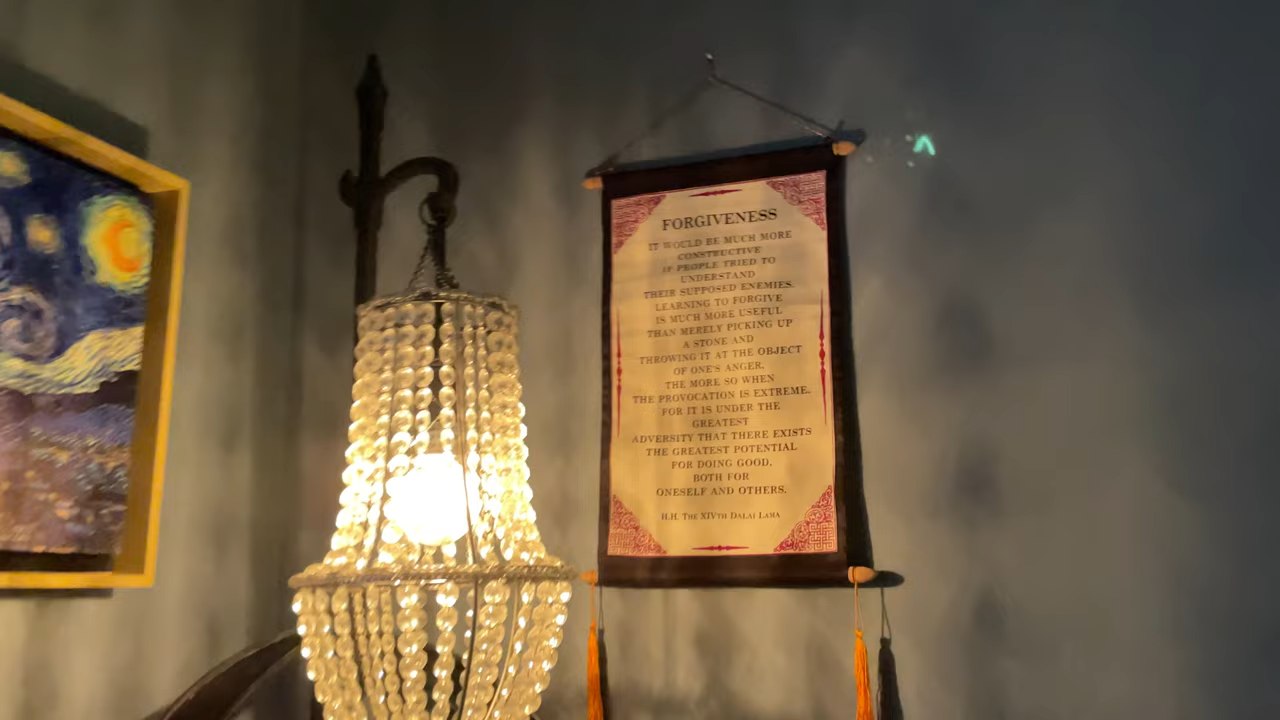 FORGIVENESS
IT WOULD BE MUCH MORE
CONSTRUCTIVE
IF PEOPLE TRIED TO
UNDERSTAND
THEIR SUPPOSED ENEMIES.
LEARNING TO FORGIVE
IS MUCH MORE USEFUL
THAN MERELY PICKING UP
A STONE AND
THROWING IT AT THE OBJECT
OF ONE'S ANGER,
THE MORE SO WHEN
THE PROVOCATION IS EXTREME.
FOR IT IS UNDER THE
GREATEST
ADVERSITY THAT THERE EXISTS
THE GREATEST POTENTIAL
FOR DOING GOOD,
BOTH FOR
ONESELF AND OTHERS.
H.H. THE XIVTH DALAI LAMA